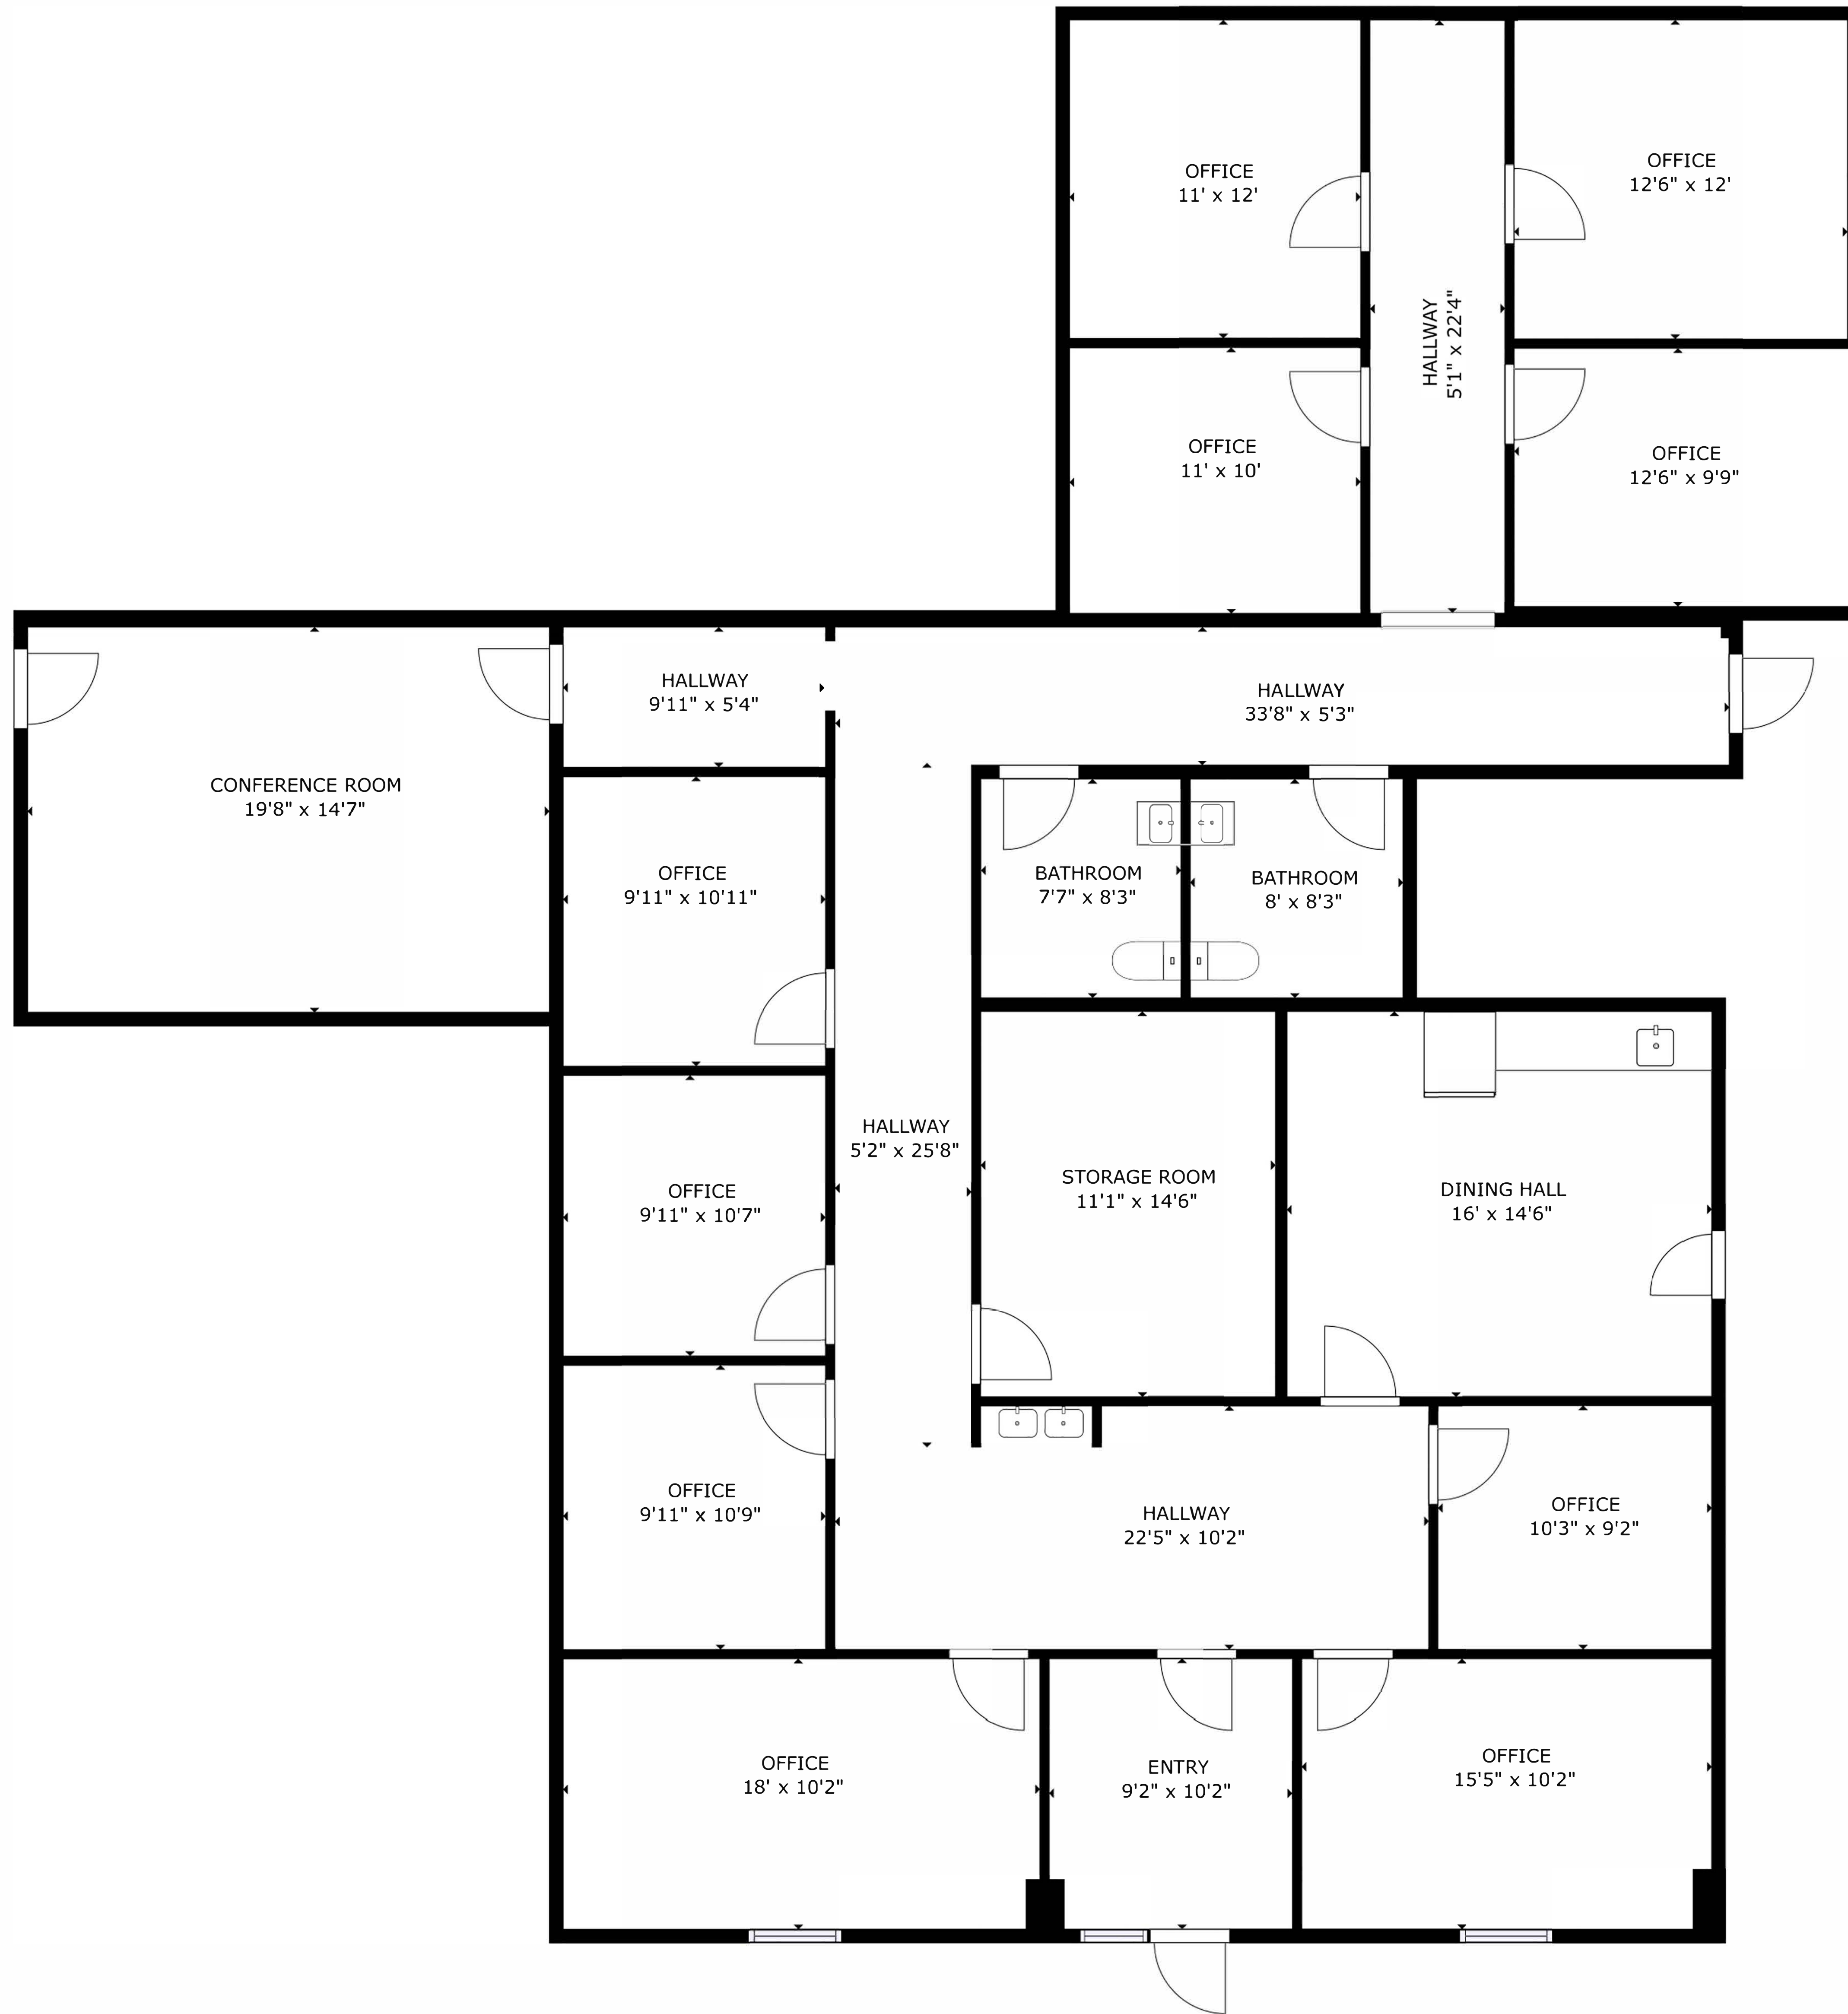 OFFICE
11' x 12'
OFFICE
12'6" x 12'
HALLWAY
5'1" x 22'4"
OFFICE
11' x 10'
OFFICE
12'6" x 9'9"
HALLWAY
9'11" x 5'4"
HALLWAY
33'8" x 5'3"
CONFERENCE ROOM
19'8" x 14'7"
OFFICE
9'11" x 10'11"
BATHROOM
7'7" x 8'3"
BATHROOM
8' x 8'3"
HALLWAY
5'2" x 25'8"
STORAGE ROOM
11'1" x 14'6"
DINING HALL
16' x 14'6"
OFFICE
9'11" x 10'7"
OFFICE
9'11" x 10'9"
HALLWAY
22'5" x 10'2"
OFFICE
10'3" x 9'2"
OFFICE
18' x 10'2"
ENTRY
9'2" x 10'2"
OFFICE
15'5" x 10'2"